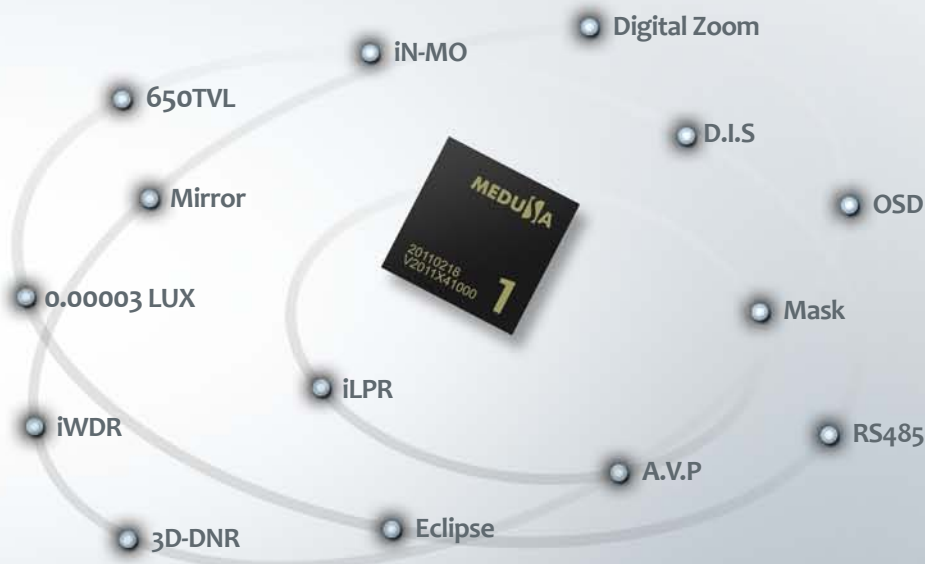 Digital Zoom
iN-MO
650TVL
D.I.S
Mirror
OSD
MEDUSSA
20110218
V2011X41000
1
0.00003 LUX
Mask
iLPR
iWDR
RS485
A.V.P
Eclipse
3D-DNR